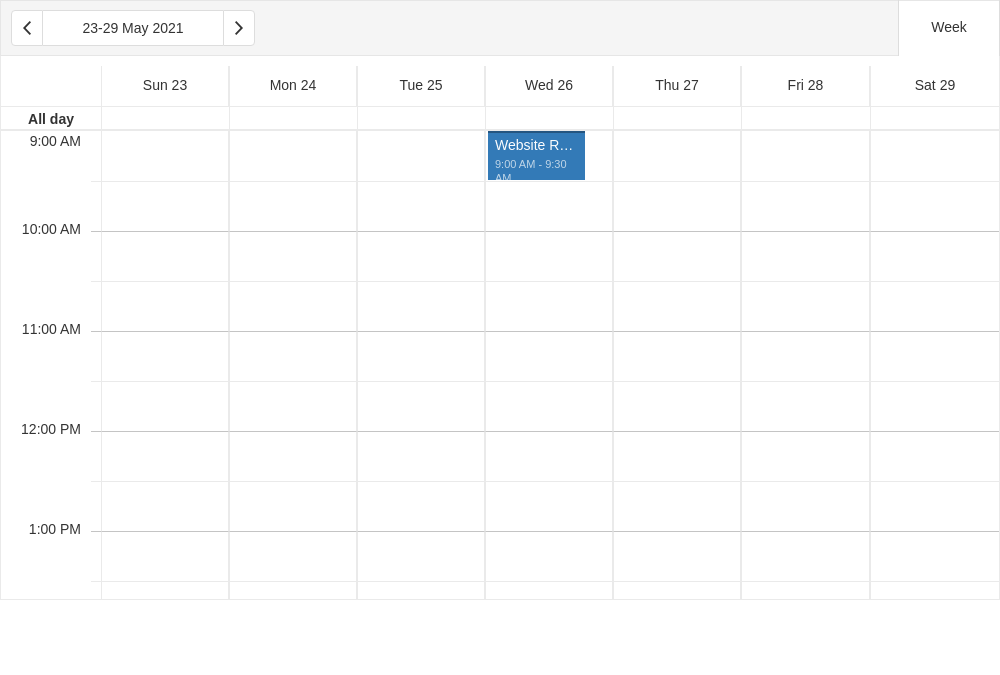 23-29 May 2021
Week
Sun 23
Mon 24
Tue 25
Wed 26
Thu 27
Fri 28
Sat 29
All day
9:00 AM
Website R…
9:00 AM - 9:30
AM
10:00 AM
11:00 AM
12:00 PM
1:00 PM